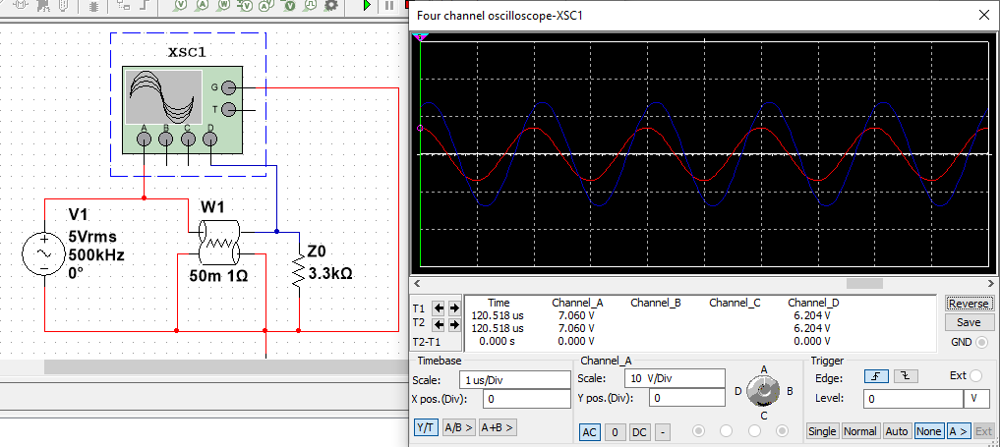 Four channel oscilloscope-XSC1
XSC1
G
T
A B C D
V1
5Vrms
500kHz
0°
W1
50m 1Ω
Z0
3.3kΩ
Time Channel_A Channel_B Channel_C Channel_D
T1 120.518 us 7.060 V 6.204 V
T2 120.518 us 7.060 V 6.204 V
T2-T1 0.000 s 0.000 V 0.000 V
Reverse
Save
GND
Timebase
Scale: 1 us/Div
X pos.(Div): 0
Y/T A/B > A+B >
Channel_A
Scale: 10 V/Div
Y pos.(Div): 0
AC 0 DC -
A
D B
C
Trigger
Edge: Ext
Level: 0 V
Single Normal Auto None A > Ext